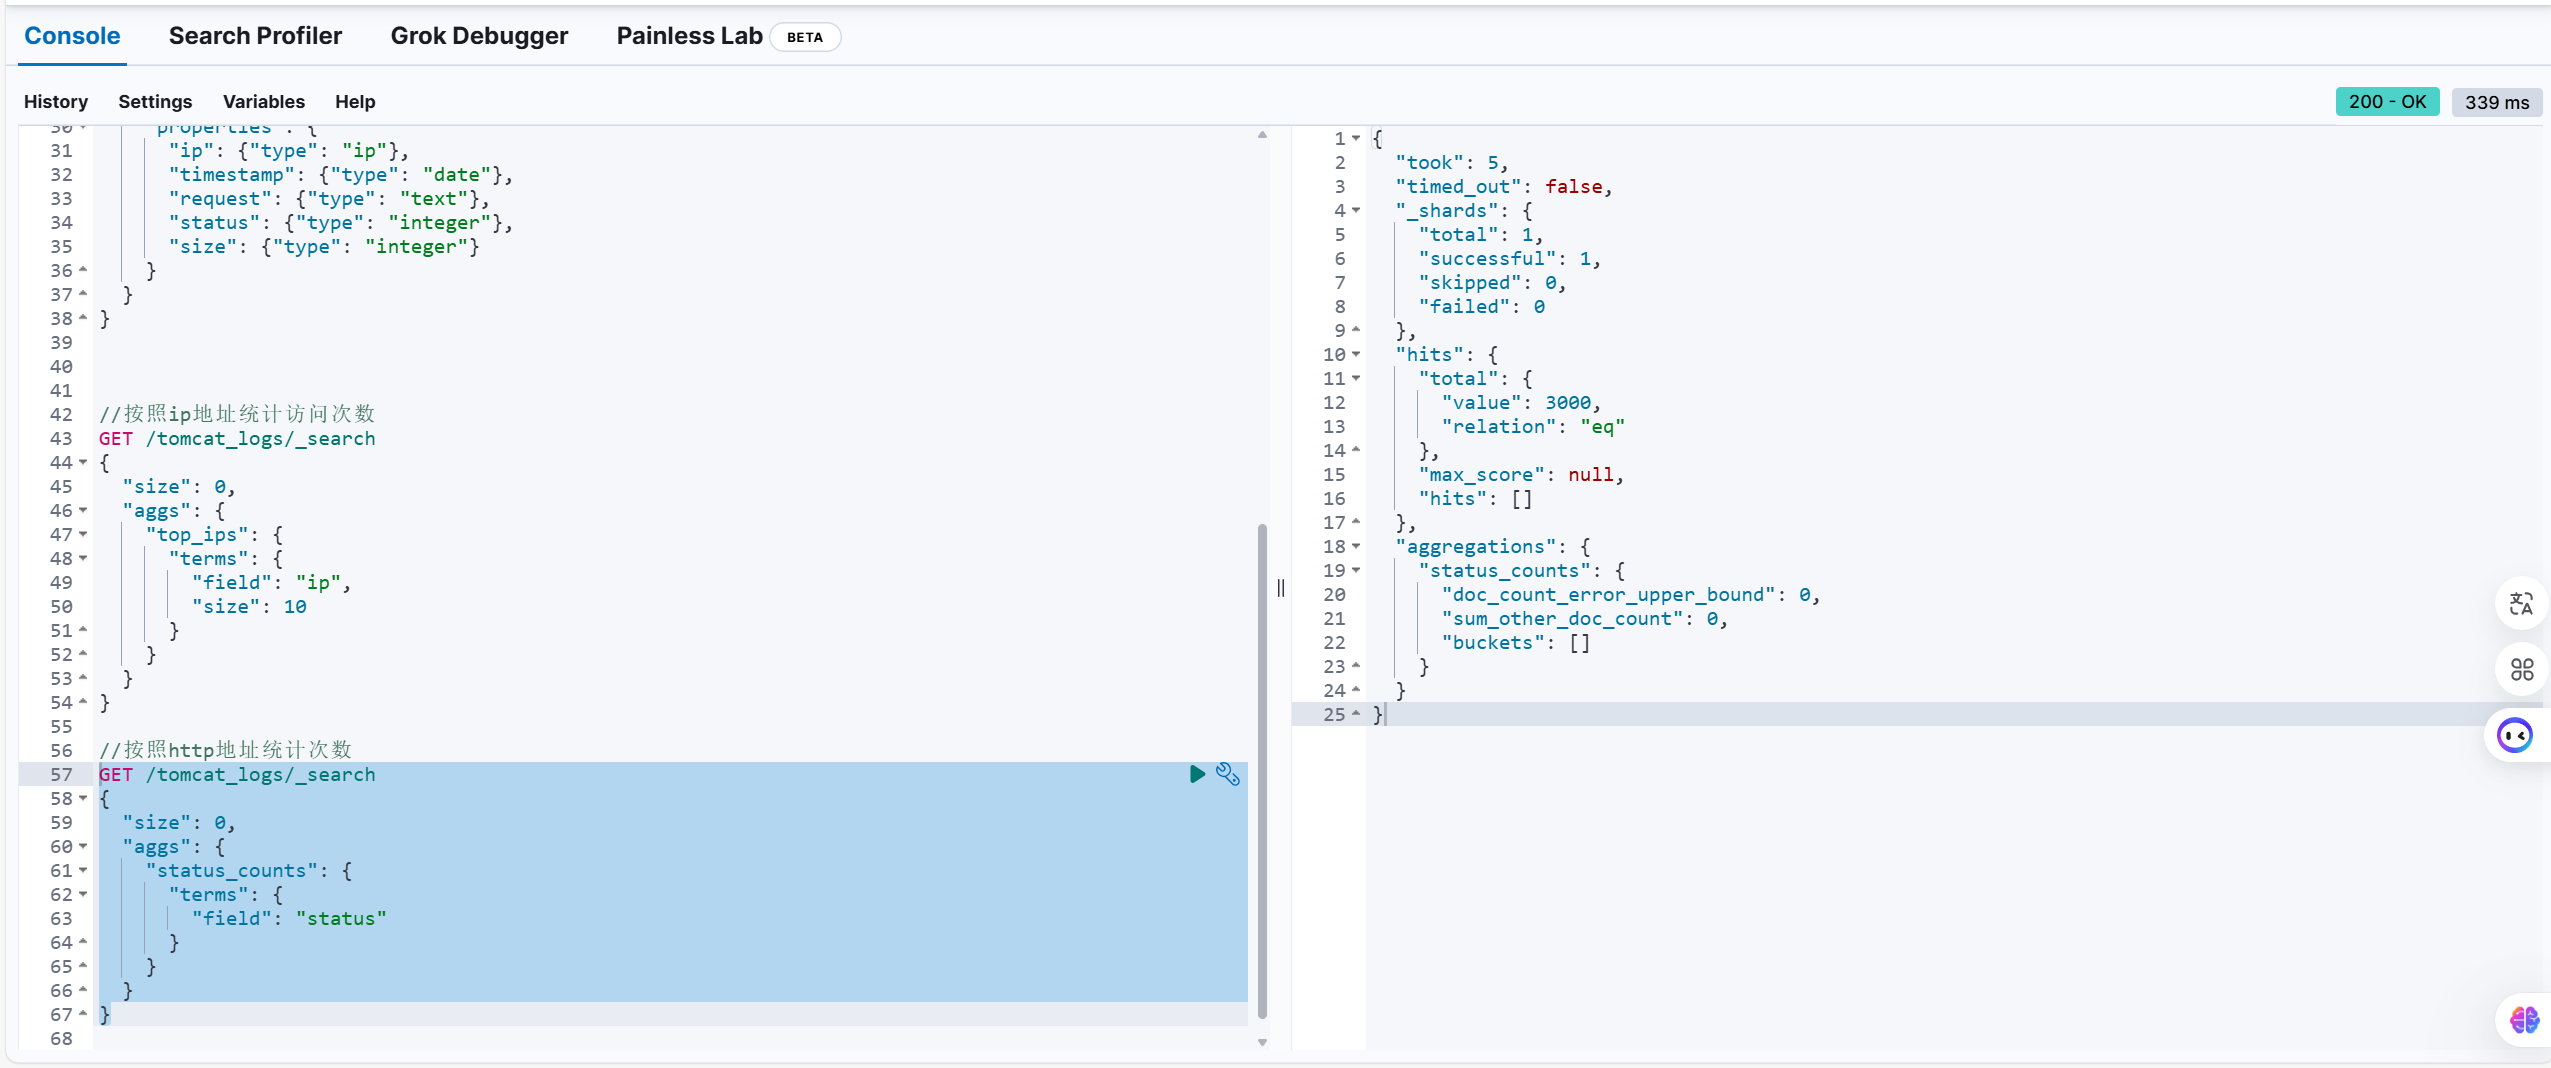 Console Search Profiler Grok Debugger Painless Lab BETA
History Settings Variables Help 200 - OK 339 ms
30 "properties": {
31 "ip": {"type": "ip"},
32 "timestamp": {"type": "date"},
33 "request": {"type": "text"},
34 "status": {"type": "integer"},
35 "size": {"type": "integer"}
36 }
37 }
38 }
39
40
41
42 //按照ip地址统计访问次数
43 GET /tomcat_logs/_search
44 {
45 "size": 0,
46 "aggs": {
47 "top_ips": {
48 "terms": {
49 "field": "ip",
50 "size": 10
51 }
52 }
53 }
54 }
55
56 //按照http地址统计次数
57 GET /tomcat_logs/_search
58 {
59 "size": 0,
60 "aggs": {
61 "status_counts": {
62 "terms": {
63 "field": "status"
64 }
65 }
66 }
67 }
68
1 {
2 "took": 5,
3 "timed_out": false,
4 "_shards": {
5 "total": 1,
6 "successful": 1,
7 "skipped": 0,
8 "failed": 0
9 },
10 "hits": {
11 "total": {
12 "value": 3000,
13 "relation": "eq"
14 },
15 "max_score": null,
16 "hits": []
17 },
18 "aggregations": {
19 "status_counts": {
20 "doc_count_error_upper_bound": 0,
21 "sum_other_doc_count": 0,
22 "buckets": []
23 }
24 }
25 }